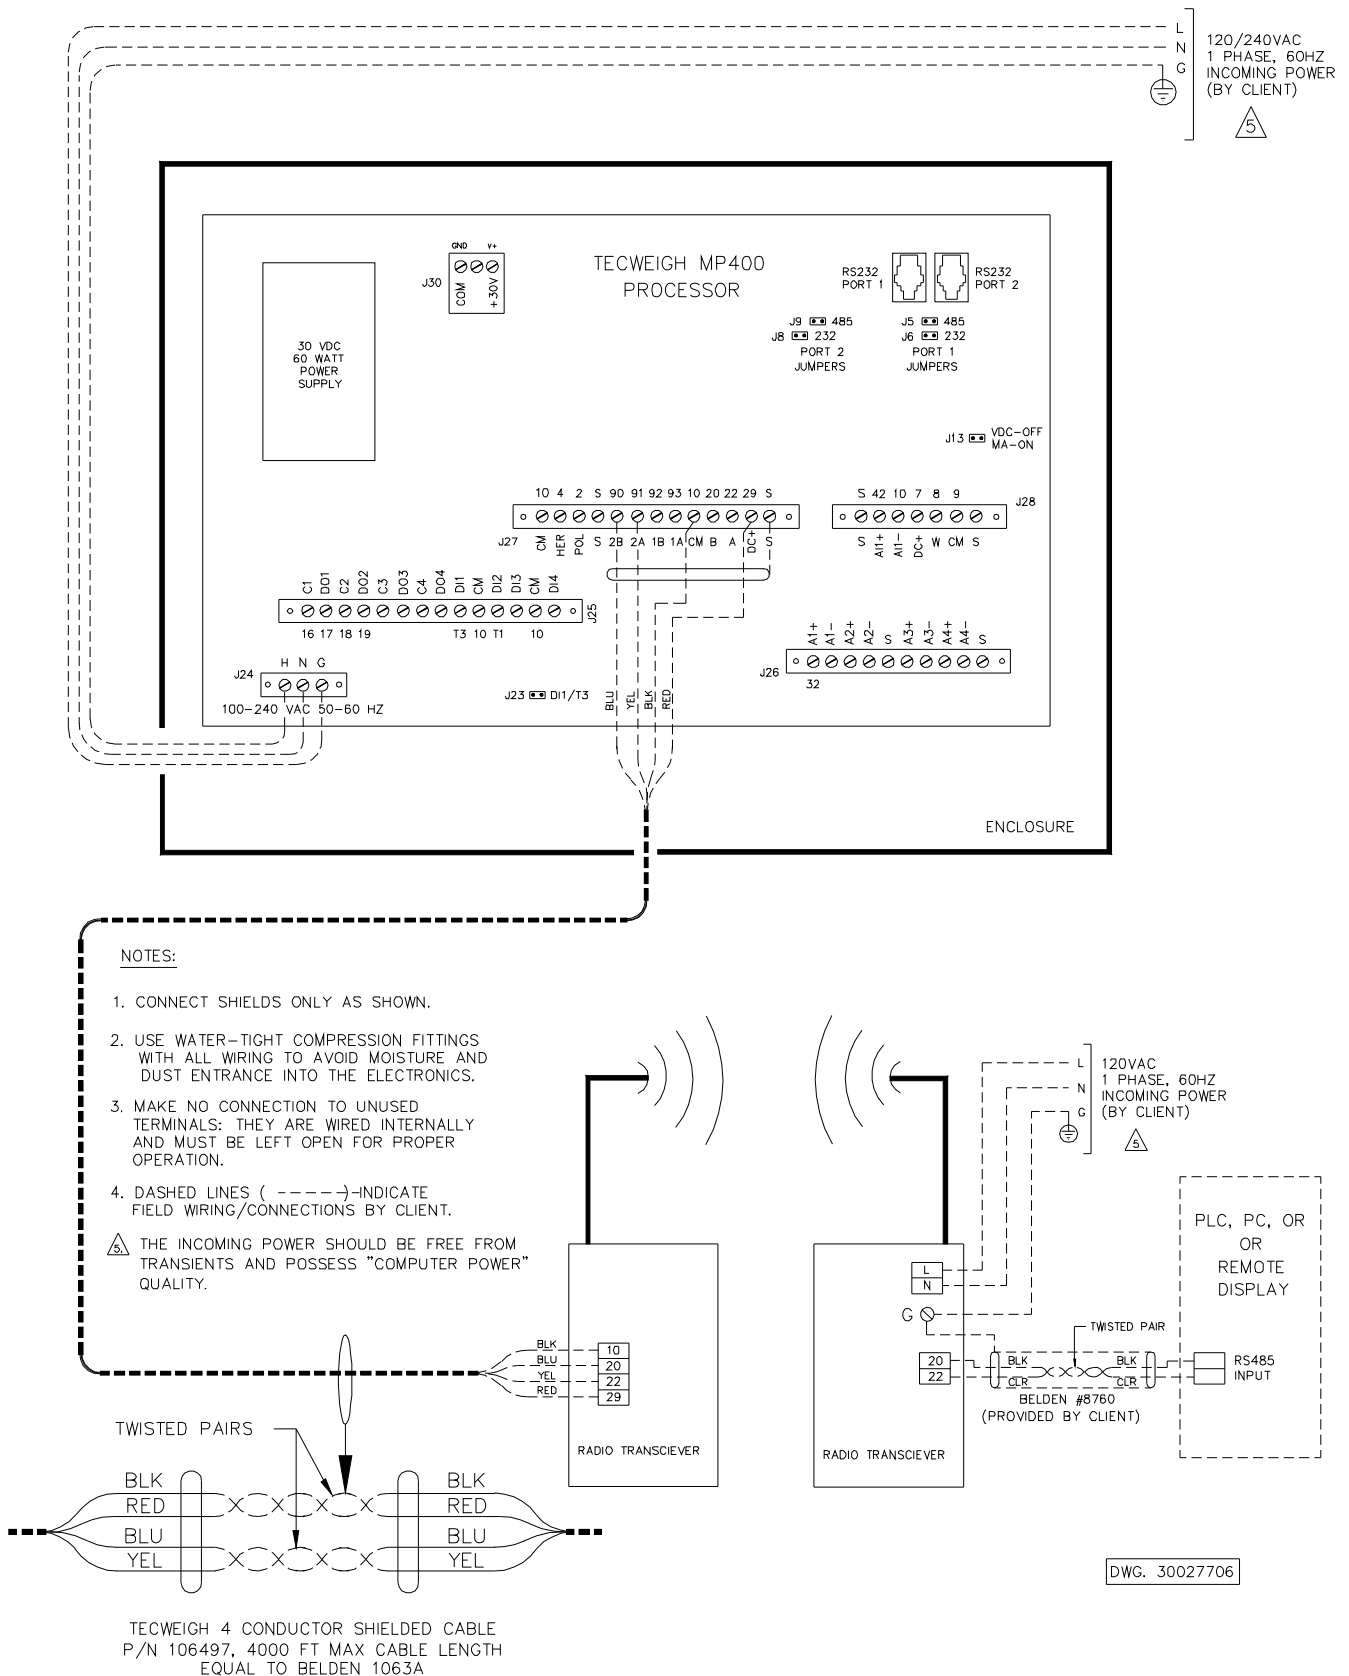 L
N
G
120/240VAC
1 PHASE, 60HZ
INCOMING POWER
(BY CLIENT)
5
GND V+
J30
COM +30V
TECWEIGH MP400
PROCESSOR
RS232
PORT 1
RS232
PORT 2
J9 485
J8 232
PORT 2
JUMPERS
J5 485
J6 232
PORT 1
JUMPERS
30 VDC
60 WATT
POWER
SUPPLY
J13 VDC-OFF
MA-ON
10 4 2 S 90 91 92 93 10 20 22 29 S
J27 CM HER POL S 2B 2A 1B 1A CM B A DC+ S
S 42 10 7 8 9
J28
S AI1+ AI1- DC+ W CM S
C1 DO1 C2 DO2 C3 DO3 C4 DO4 DI1 CM DI2 DI3 CM DI4
J25
16 17 18 19 T3 10 T1 10
A1+ A1- A2+ A2- S A3+ A3- A4+ A4- S
J26
32
H N G
J24
100-240 VAC 50-60 HZ
J23 DI1/T3
BLU YEL BLK RED
ENCLOSURE
NOTES:
1. CONNECT SHIELDS ONLY AS SHOWN.
2. USE WATER-TIGHT COMPRESSION FITTINGS
WITH ALL WIRING TO AVOID MOISTURE AND
DUST ENTRANCE INTO THE ELECTRONICS.
3. MAKE NO CONNECTION TO UNUSED
TERMINALS: THEY ARE WIRED INTERNALLY
AND MUST BE LEFT OPEN FOR PROPER
OPERATION.
4. DASHED LINES ( -----)-INDICATE
FIELD WIRING/CONNECTIONS BY CLIENT.
5. THE INCOMING POWER SHOULD BE FREE FROM
TRANSIENTS AND POSSESS "COMPUTER POWER"
QUALITY.
L
N
G
120VAC
1 PHASE, 60HZ
INCOMING POWER
(BY CLIENT)
5
PLC, PC, OR
OR
REMOTE
DISPLAY
L
N
G
TWISTED PAIR
BLK 10
BLU 20
YEL 22
RED 29
20 BLK BLK
22 CLR CLR
RS485
INPUT
BELDEN #8760
(PROVIDED BY CLIENT)
RADIO TRANSCIEVER
RADIO TRANSCIEVER
TWISTED PAIRS
BLK BLK
RED RED
BLU BLU
YEL YEL
TECWEIGH 4 CONDUCTOR SHIELDED CABLE
P/N 106497, 4000 FT MAX CABLE LENGTH
EQUAL TO BELDEN 1063A
DWG. 30027706